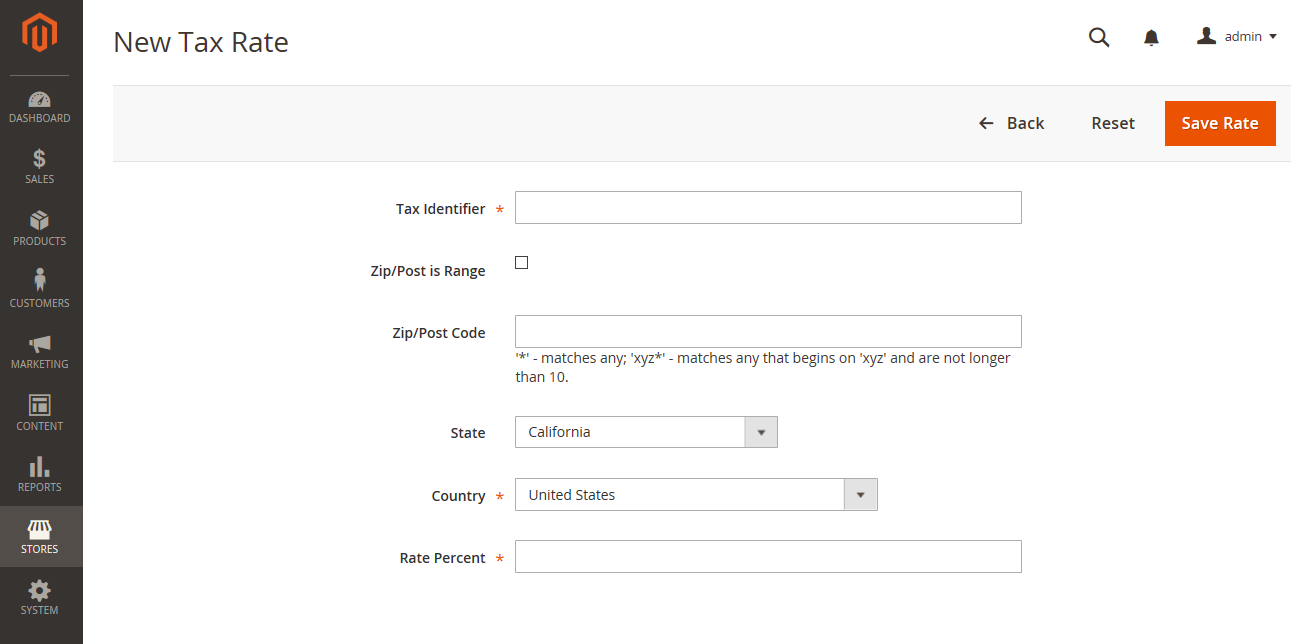 New Tax Rate
admin
DASHBOARD
SALES
PRODUCTS
CUSTOMERS
MARKETING
CONTENT
REPORTS
STORES
SYSTEM
Back
Reset
Save Rate
Tax Identifier *
Zip/Post is Range
Zip/Post Code
'*' - matches any; 'xyz*' - matches any that begins on 'xyz' and are not longer
than 10.
State California
Country * United States
Rate Percent *